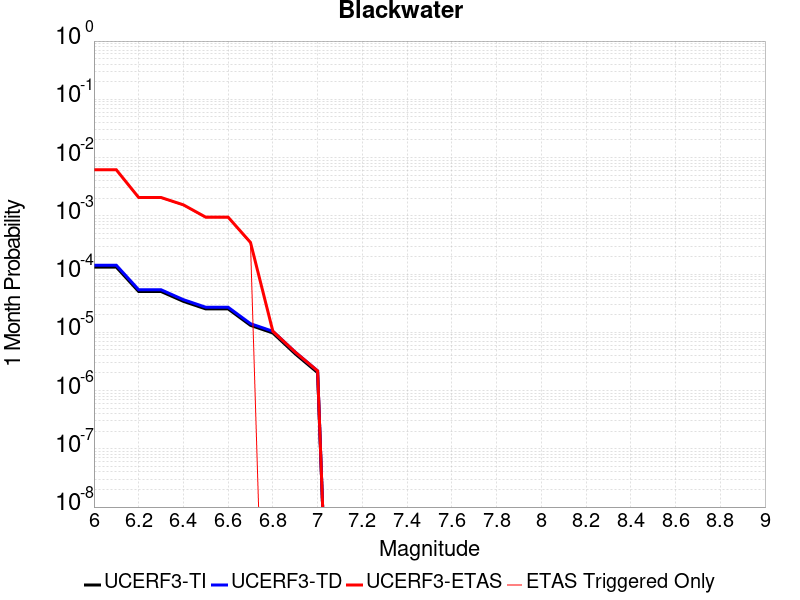 Blackwater
1 Month Probability
10^0
10^-1
10^-2
10^-3
10^-4
10^-5
10^-6
10^-7
10^-8
6 6.2 6.4 6.6 6.8 7 7.2 7.4 7.6 7.8 8 8.2 8.4 8.6 8.8 9
Magnitude
UCERF3-TI UCERF3-TD UCERF3-ETAS ETAS Triggered Only